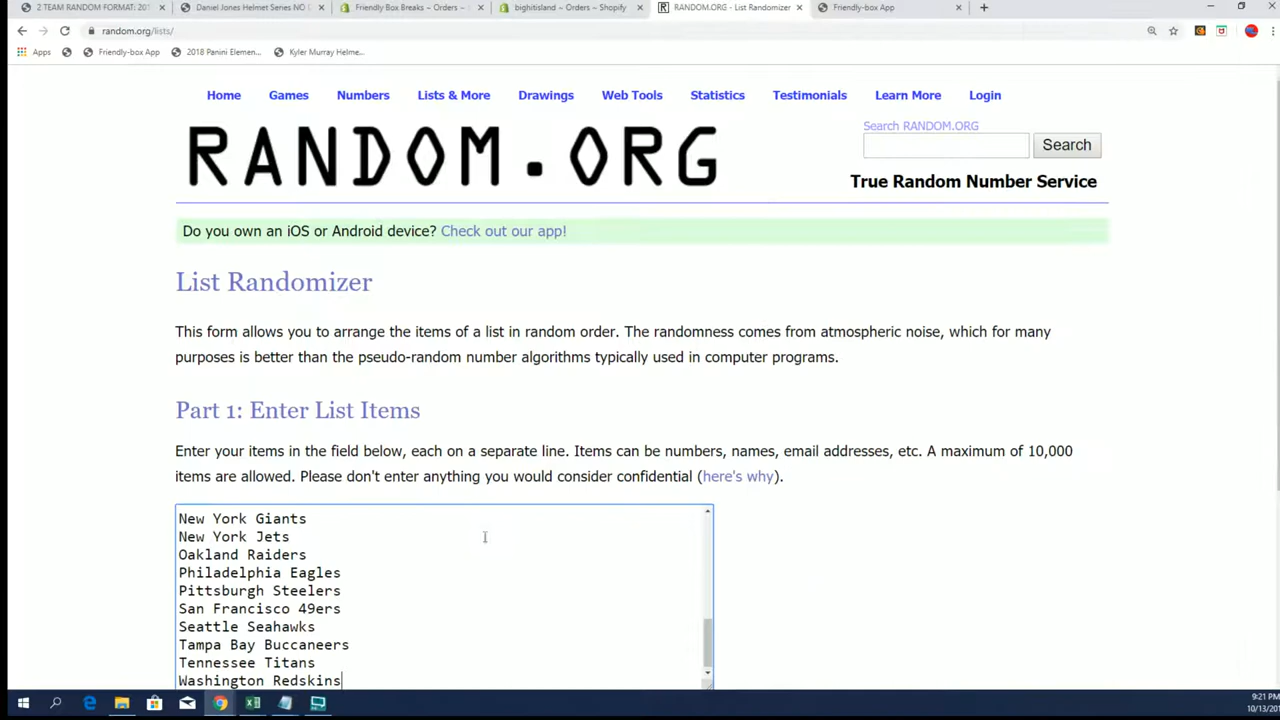 2 TEAM RANDOM FORMAT: 201
Daniel Jones Helmet Series NO D
Friendly Box Breaks ~ Orders ~ S
bighitisland ~ Orders ~ Shopify
RANDOM.ORG - List Randomizer
Friendly-box App
random.org/lists/
Apps
Friendly-box App
2018 Panini Elemen...
Kyler Murray Helme...
Home
Games
Numbers
Lists & More
Drawings
Web Tools
Statistics
Testimonials
Learn More
Login
RANDOM.ORG
Search RANDOM.ORG
Search
True Random Number Service
Do you own an iOS or Android device? Check out our app!
List Randomizer
This form allows you to arrange the items of a list in random order. The randomness comes from atmospheric noise, which for many
purposes is better than the pseudo-random number algorithms typically used in computer programs.
Part 1: Enter List Items
Enter your items in the field below, each on a separate line. Items can be numbers, names, email addresses, etc. A maximum of 10,000
items are allowed. Please don't enter anything you would consider confidential (here's why).
New York Giants
New York Jets
Oakland Raiders
Philadelphia Eagles
Pittsburgh Steelers
San Francisco 49ers
Seattle Seahawks
Tampa Bay Buccaneers
Tennessee Titans
Washington Redskins
9:21 PM
10/13/201